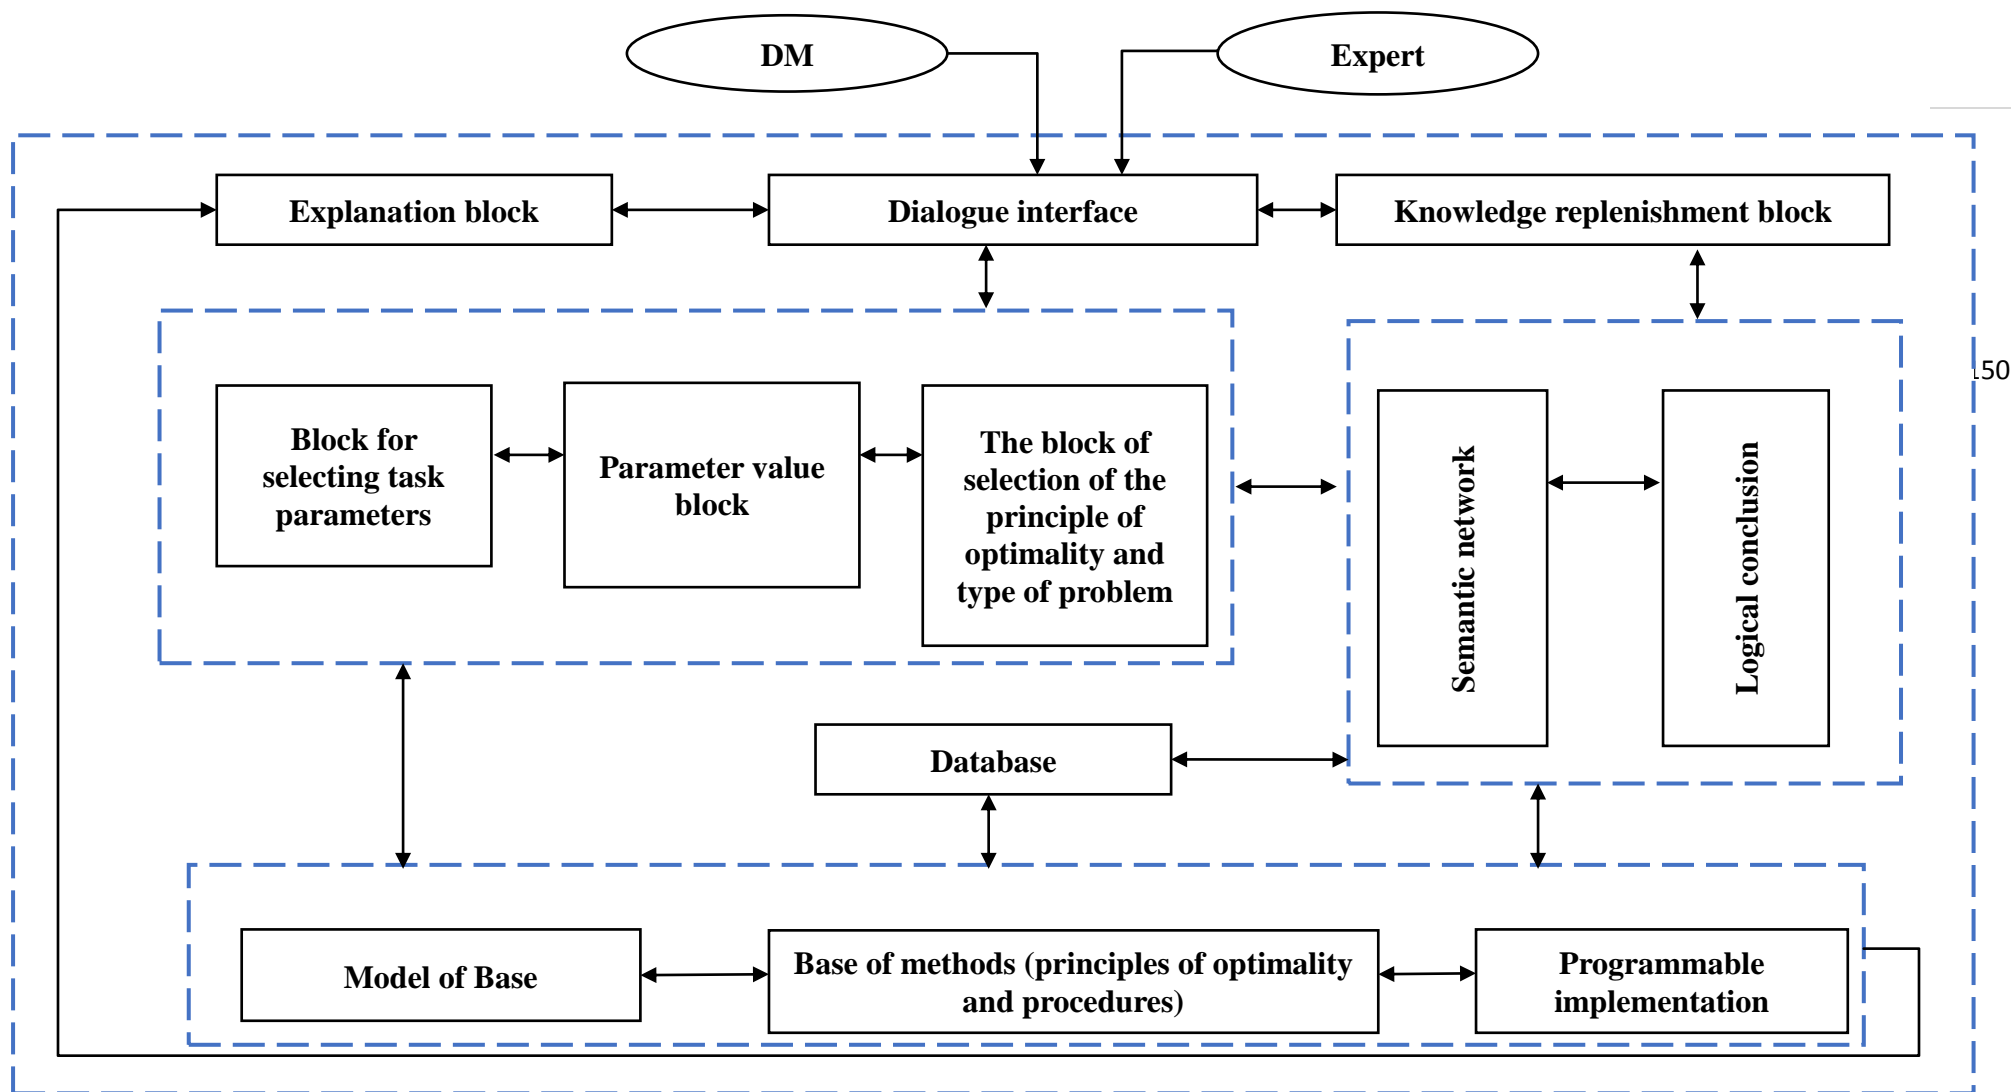 DM
Expert
Explanation block
Dialogue interface
Knowledge replenishment block
Block for
selecting task
parameters
Parameter value
block
The block of
selection of the
principle of
optimality and
type of problem
Semantic network
Logical conclusion
150
Database
Model of Base
Base of methods (principles of optimality
and procedures)
Programmable
implementation